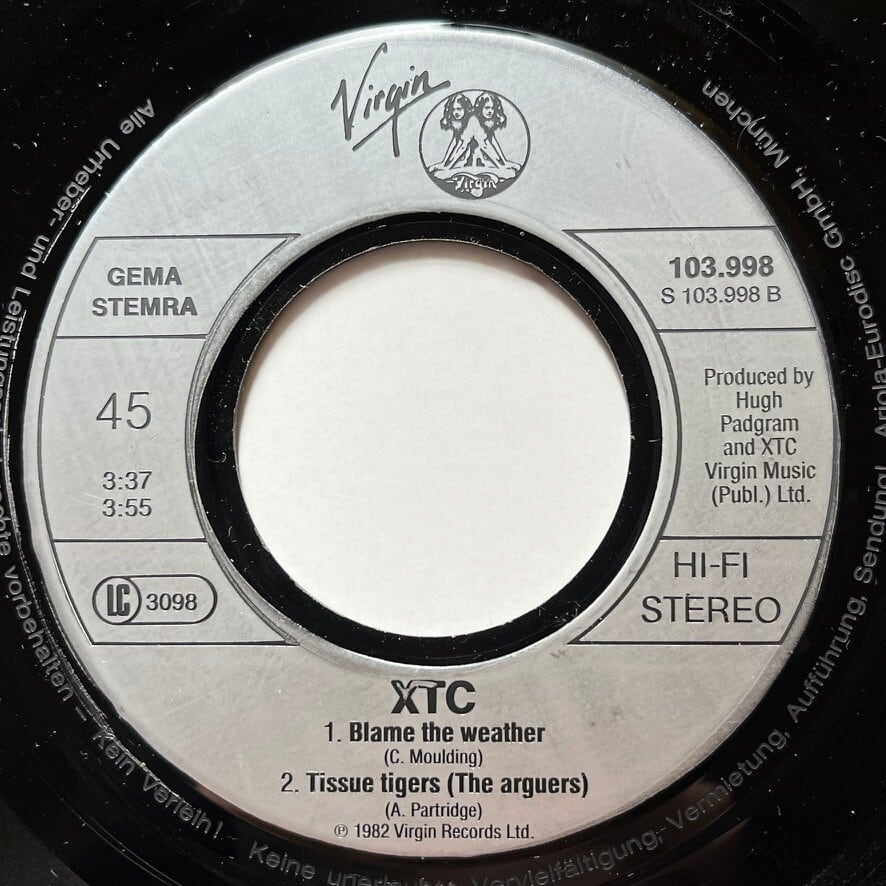 Virgin
Virgin
GEMA
STEMRA
45
3:37
3:55
LC 3098
103.998
S 103.998 B
Produced by
Hugh
Padgram
and XTC
Virgin Music
(Publ.) Ltd.
HI-FI
STEREO
XTC
1. Blame the weather
(C. Moulding)
2. Tissue tigers (The arguers)
(A. Partridge)
℗ 1982 Virgin Records Ltd.
Alle Urheber- und vorbehalten – Kein Verleih! Keine unerlaubte Vervielfältigung, Vermietung, Aufführung, Sendung! Ariola-Eurodisc GmbH, München